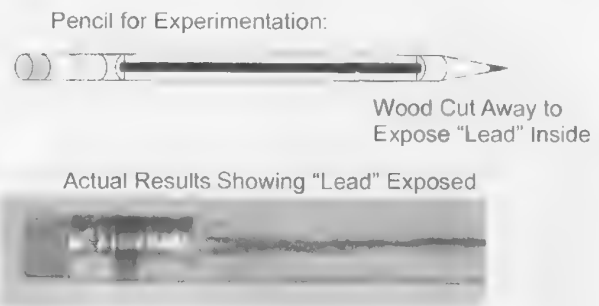 Pencil for Experimentation:
Wood Cut Away to
Expose “Lead” Inside
Actual Results Showing “Lead” Exposed